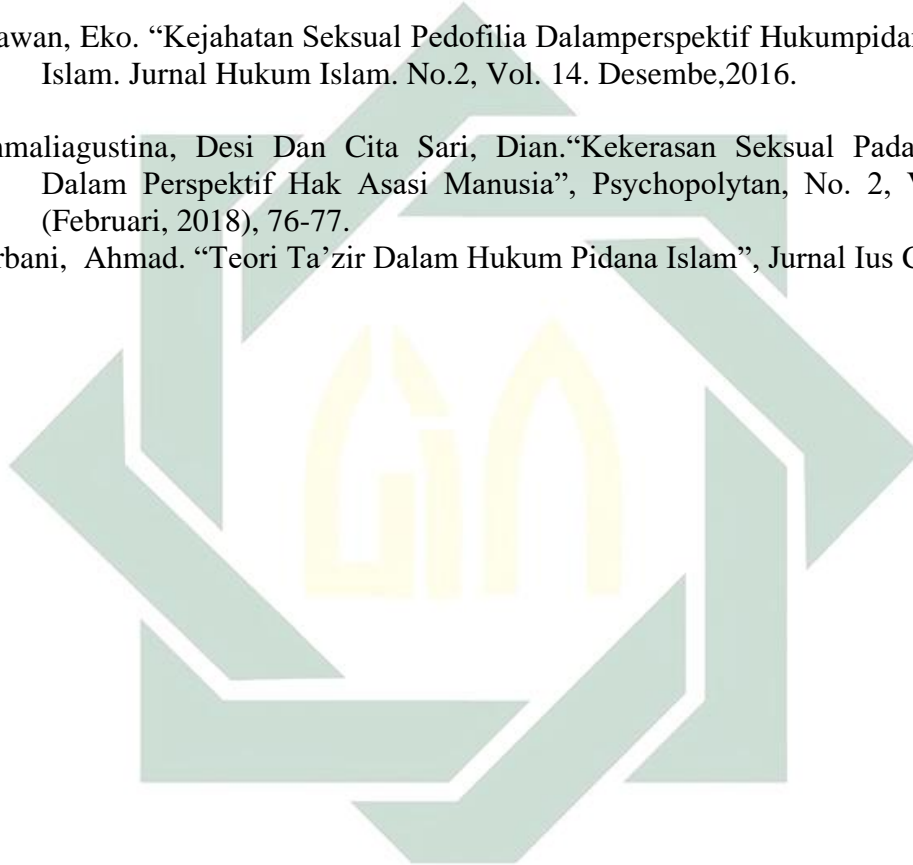 awan, Eko. “Kejahatan Seksual Pedofilia Dalamperspektif Hukumpidar
Islam. Jurnal Hukum Islam. No.2, Vol. 14. Desembe,2016.
maliagustina, Desi Dan Cita Sari, Dian.“Kekerasan Seksual Pada
Dalam Perspektif Hak Asasi Manusia”, Psychopolytan, No. 2, V
(Februari, 2018), 76-77.
rbani, Ahmad. “Teori Ta’zir Dalam Hukum Pidana Islam”, Jurnal Ius C